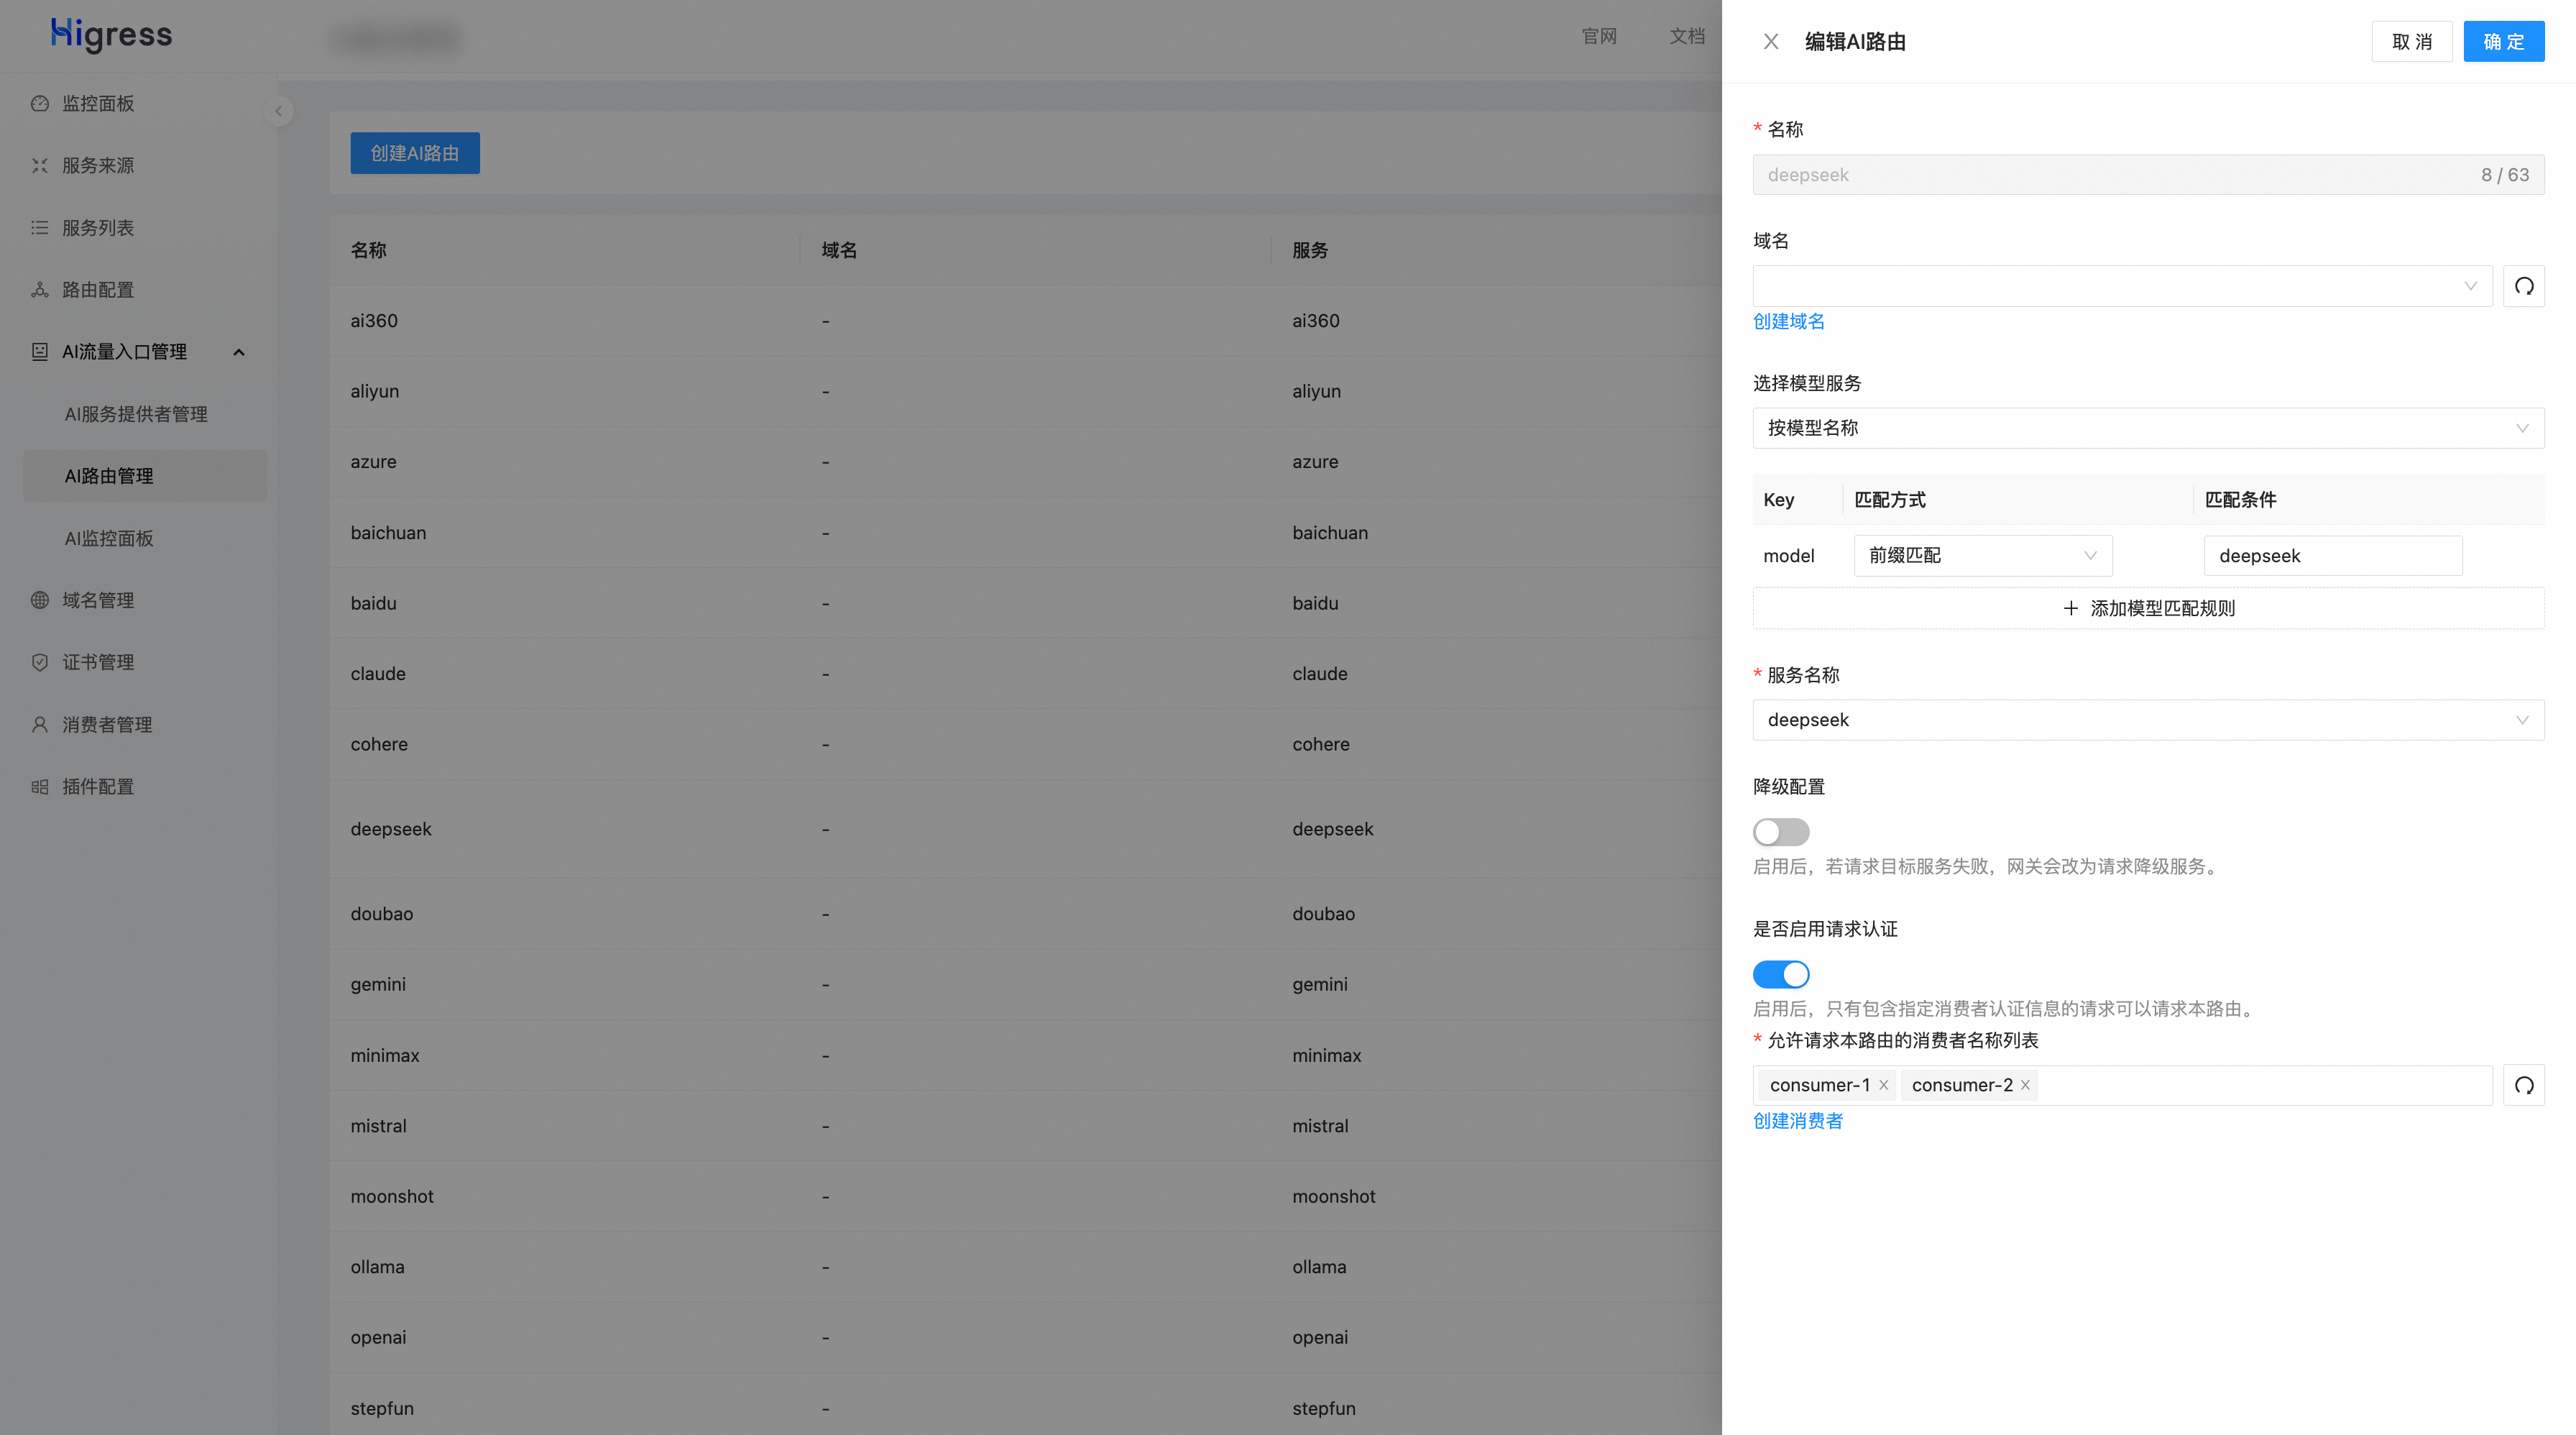 Higress
官网 文档
监控面板
服务来源
服务列表
路由配置
AI流量入口管理
AI服务提供者管理
AI路由管理
AI监控面板
域名管理
证书管理
消费者管理
插件配置
创建AI路由
名称 域名 服务
ai360 - ai360
aliyun - aliyun
azure - azure
baichuan - baichuan
baidu - baidu
claude - claude
cohere - cohere
deepseek - deepseek
doubao - doubao
gemini - gemini
minimax - minimax
mistral - mistral
moonshot - moonshot
ollama - ollama
openai - openai
stepfun - stepfun
编辑AI路由 取 消 确 定
* 名称
deepseek 8 / 63
域名
创建域名
选择模型服务
按模型名称
Key 匹配方式 匹配条件
model 前缀匹配 deepseek
+ 添加模型匹配规则
* 服务名称
deepseek
降级配置
启用后，若请求目标服务失败，网关会改为请求降级服务。
是否启用请求认证
启用后，只有包含指定消费者认证信息的请求可以请求本路由。
* 允许请求本路由的消费者名称列表
consumer-1 × consumer-2 ×
创建消费者